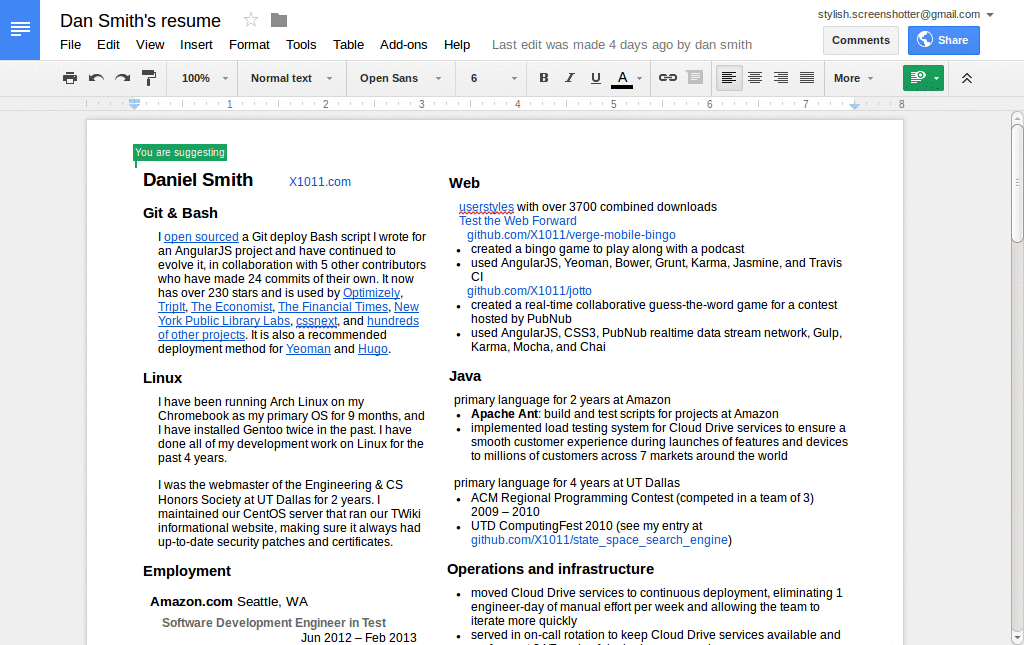 Dan Smith's resume
stylish.screenshotter@gmail.com
File Edit View Insert Format Tools Table Add-ons Help Last edit was made 4 days ago by dan smith
Comments
Share
100% Normal text Open Sans 6 B I U A More
1 2 3 4 5 6 7 8
You are suggesting
Daniel Smith X1011.com
Git & Bash
I open sourced a Git deploy Bash script I wrote for
an AngularJS project and have continued to
evolve it, in collaboration with 5 other contributors
who have made 24 commits of their own. It now
has over 230 stars and is used by Optimizely,
TripIt, The Economist, The Financial Times, New
York Public Library Labs, cssnext, and hundreds
of other projects. It is also a recommended
deployment method for Yeoman and Hugo.
Linux
I have been running Arch Linux on my
Chromebook as my primary OS for 9 months, and
I have installed Gentoo twice in the past. I have
done all of my development work on Linux for the
past 4 years.
I was the webmaster of the Engineering & CS
Honors Society at UT Dallas for 2 years. I
maintained our CentOS server that ran our TWiki
informational website, making sure it always had
up-to-date security patches and certificates.
Employment
Amazon.com Seattle, WA
Software Development Engineer in Test
Jun 2012 – Feb 2013
Web
userstyles with over 3700 combined downloads
Test the Web Forward
github.com/X1011/verge-mobile-bingo
• created a bingo game to play along with a podcast
• used AngularJS, Yeoman, Bower, Grunt, Karma, Jasmine, and Travis
CI
github.com/X1011/jotto
• created a real-time collaborative guess-the-word game for a contest
hosted by PubNub
• used AngularJS, CSS3, PubNub realtime data stream network, Gulp,
Karma, Mocha, and Chai
Java
primary language for 2 years at Amazon
• Apache Ant: build and test scripts for projects at Amazon
• implemented load testing system for Cloud Drive services to ensure a
smooth customer experience during launches of features and devices
to millions of customers across 7 markets around the world
primary language for 4 years at UT Dallas
• ACM Regional Programming Contest (competed in a team of 3)
2009 – 2010
• UTD ComputingFest 2010 (see my entry at
github.com/X1011/state_space_search_engine)
Operations and infrastructure
• moved Cloud Drive services to continuous deployment, eliminating 1
engineer-day of manual effort per week and allowing the team to
iterate more quickly
• served in on-call rotation to keep Cloud Drive services available and